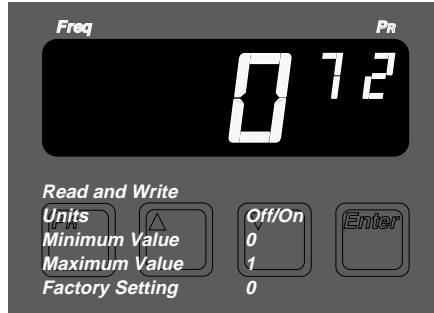 Freq PR
0 72
Read and Write
Units Off/On
PR Enter
Minimum Value 0
Maximum Value 1
Factory Setting 0